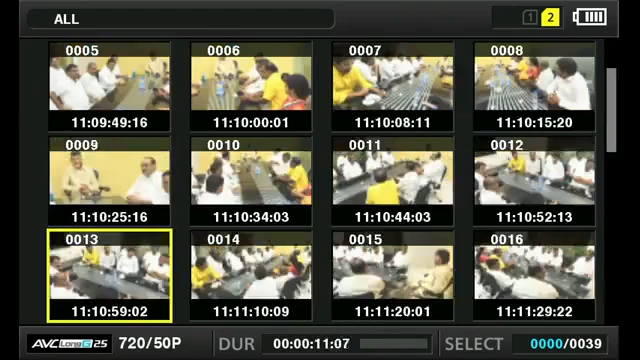 ALL
1 2
0005 0006 0007 0008
11:09:49:16 11:10:00:01 11:10:08:11 11:10:15:20
0009 0010 0011 0012
11:10:25:16 11:10:34:03 11:10:44:03 11:10:52:13
0013 0014 0015 0016
11:10:59:02 11:11:10:09 11:11:20:01 11:11:29:22
AVC LongG 25 720/50P DUR 00:00:11:07 SELECT 0000/0039